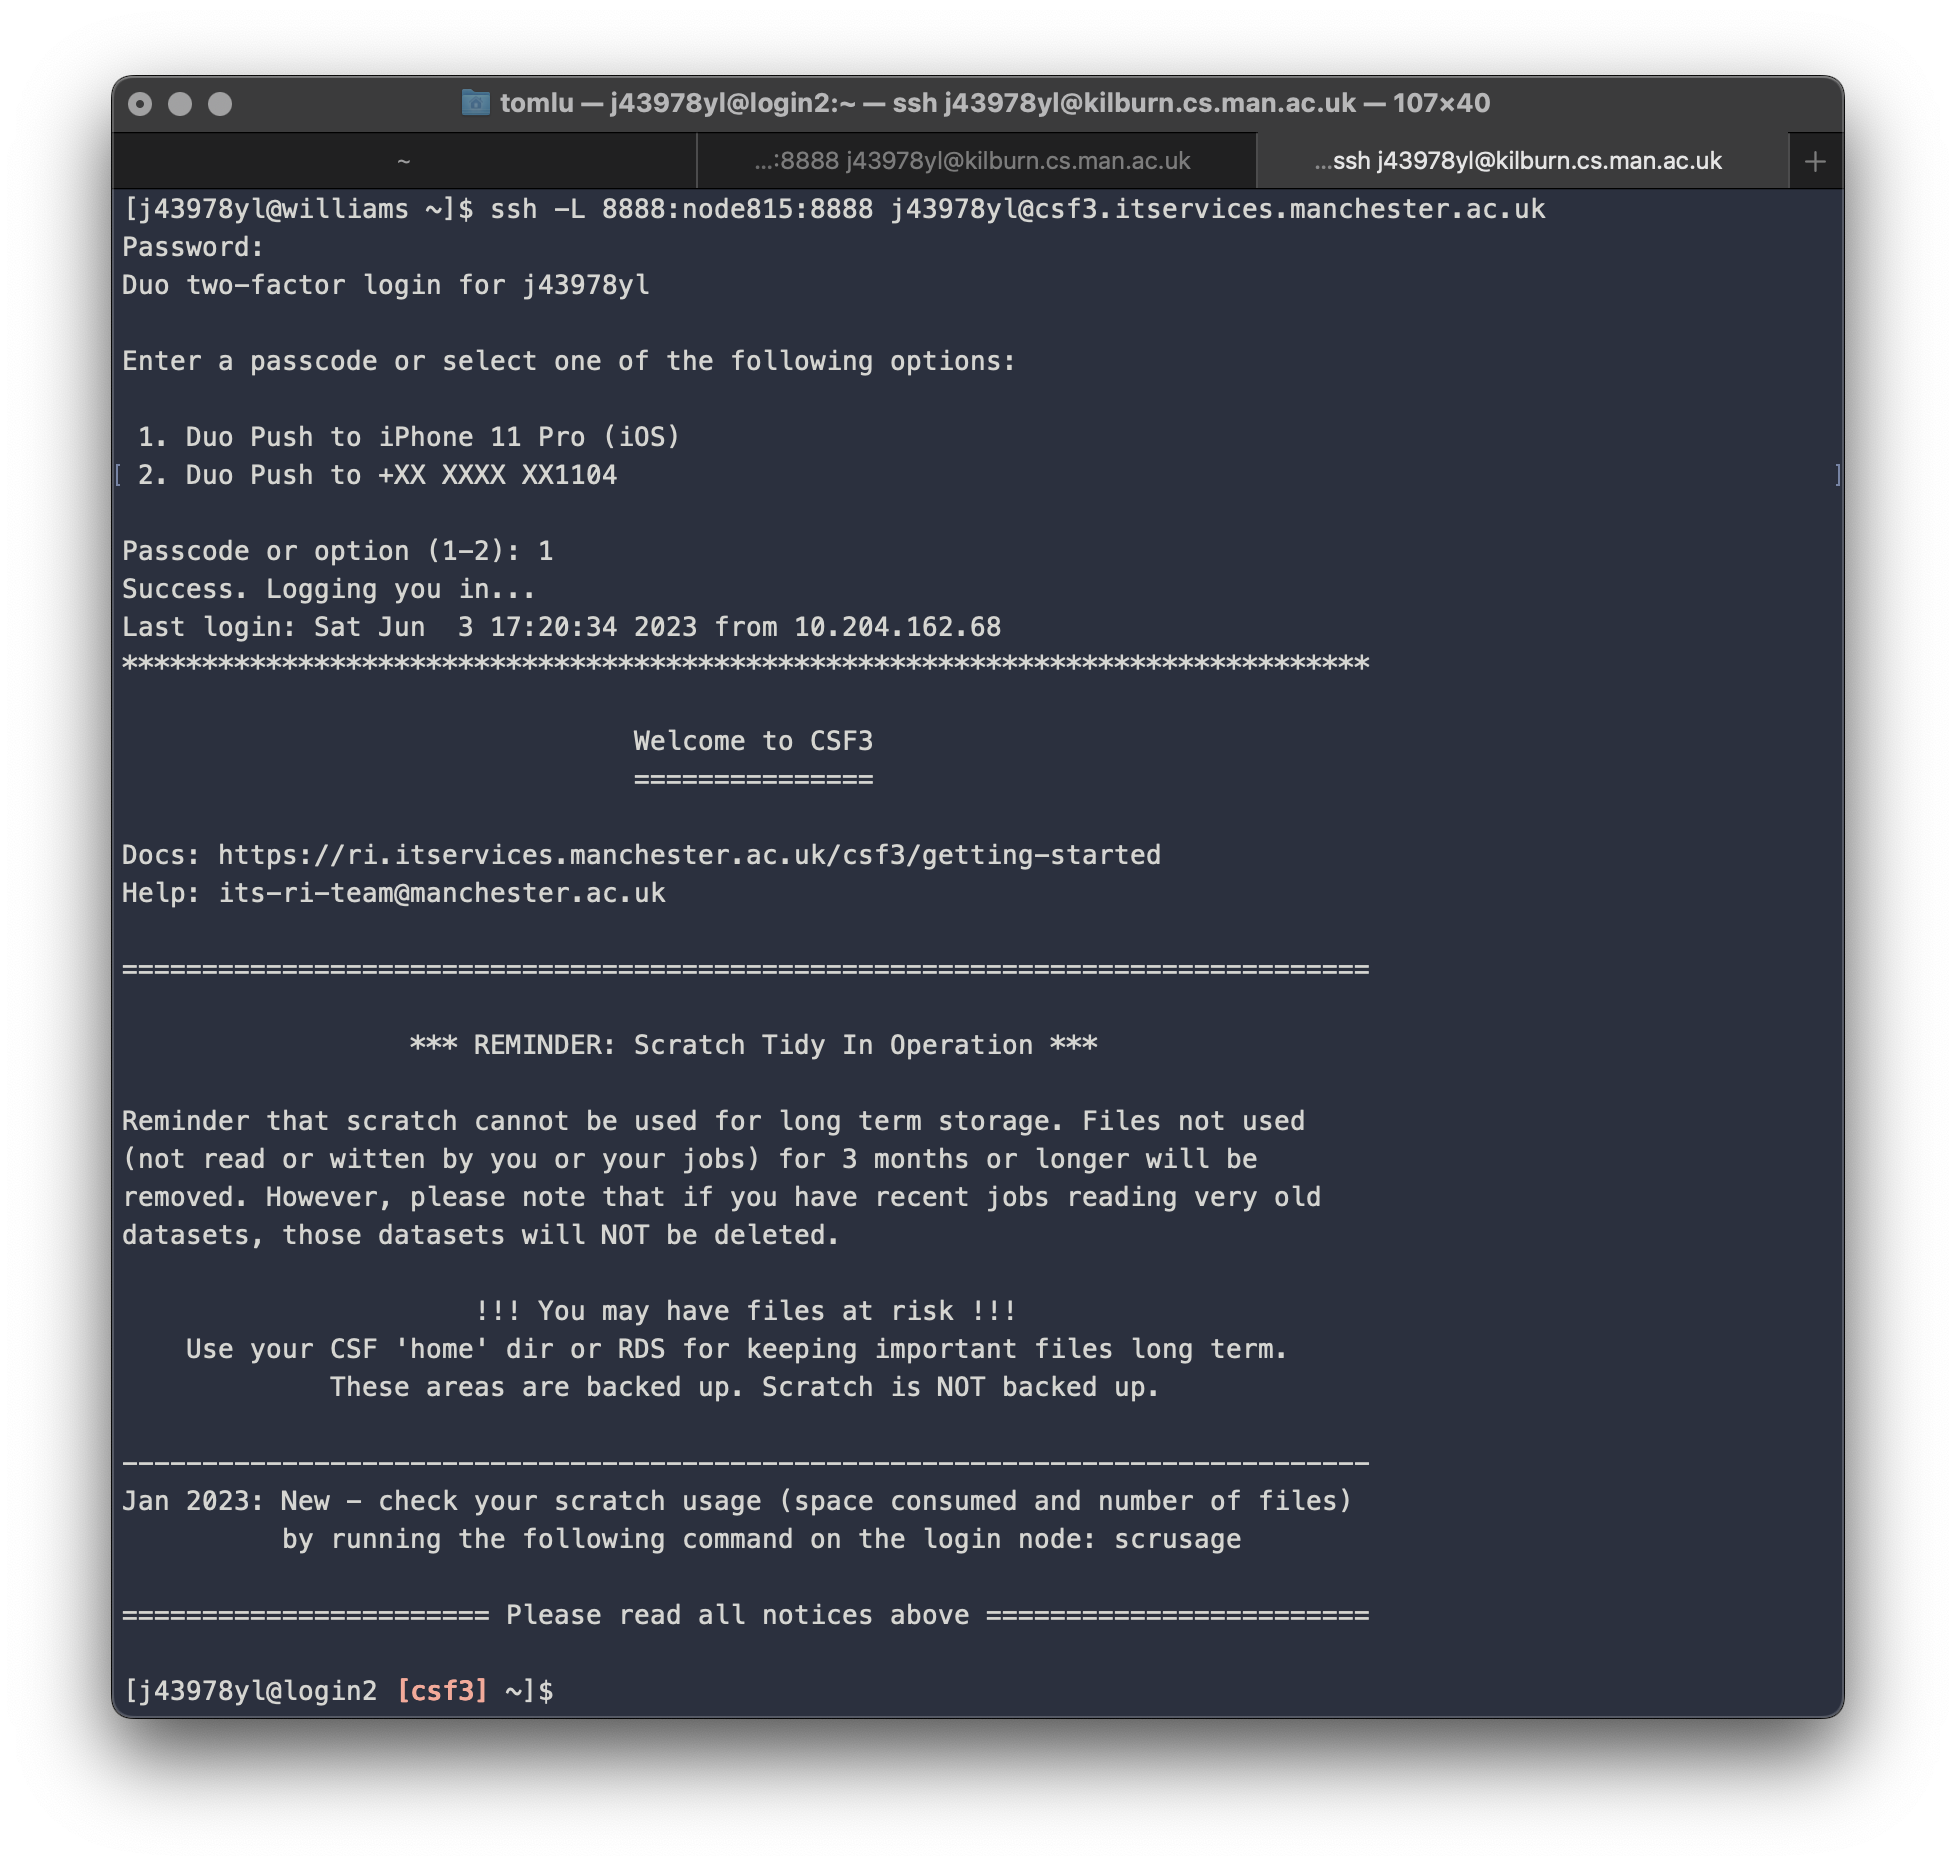 tomlu — j43978yl@login2:~ — ssh j43978yl@kilburn.cs.man.ac.uk — 107×40
~
...:8888 j43978yl@kilburn.cs.man.ac.uk
...ssh j43978yl@kilburn.cs.man.ac.uk
+
[j43978yl@williams ~]$ ssh -L 8888:node815:8888 j43978yl@csf3.itservices.manchester.ac.uk
Password:
Duo two-factor login for j43978yl
Enter a passcode or select one of the following options:
1. Duo Push to iPhone 11 Pro (iOS)
[ 2. Duo Push to +XX XXXX XX1104 ]
Passcode or option (1-2): 1
Success. Logging you in...
Last login: Sat Jun  3 17:20:34 2023 from 10.204.162.68
******************************************************************************
Welcome to CSF3
===============
Docs: https://ri.itservices.manchester.ac.uk/csf3/getting-started
Help: its-ri-team@manchester.ac.uk
==============================================================================
*** REMINDER: Scratch Tidy In Operation ***
Reminder that scratch cannot be used for long term storage. Files not used
(not read or witten by you or your jobs) for 3 months or longer will be
removed. However, please note that if you have recent jobs reading very old
datasets, those datasets will NOT be deleted.
!!! You may have files at risk !!!
Use your CSF 'home' dir or RDS for keeping important files long term.
These areas are backed up. Scratch is NOT backed up.
------------------------------------------------------------------------------
Jan 2023: New - check your scratch usage (space consumed and number of files)
by running the following command on the login node: scrusage
======================= Please read all notices above ========================
[j43978yl@login2 [csf3] ~]$